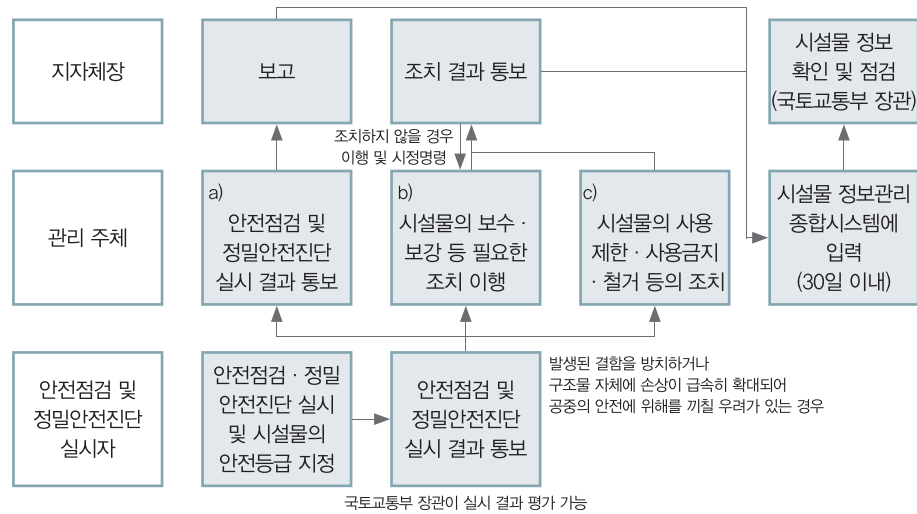 지자체장
보고
조치 결과 통보
시설물 정보
확인 및 점검
(국토교통부 장관)
조치하지 않을 경우
이행 및 시정명령
관리 주체
a)
안전점검 및
정밀안전진단
실시 결과 통보
b)
시설물의 보수 ·
보강 등 필요한
조치 이행
c)
시설물의 사용
제한 · 사용금지
· 철거 등의 조치
시설물 정보관리
종합시스템에
입력
(30일 이내)
안전점검 및
정밀안전진단
실시자
안전점검 · 정밀
안전진단 실시
및 시설물의
안전등급 지정
안전점검 및
정밀안전진단
실시 결과 통보
발생된 결함을 방치하거나
구조물 자체에 손상이 급속히 확대되어
공중의 안전에 위해를 끼칠 우려가 있는 경우
국토교통부 장관이 실시 결과 평가 가능